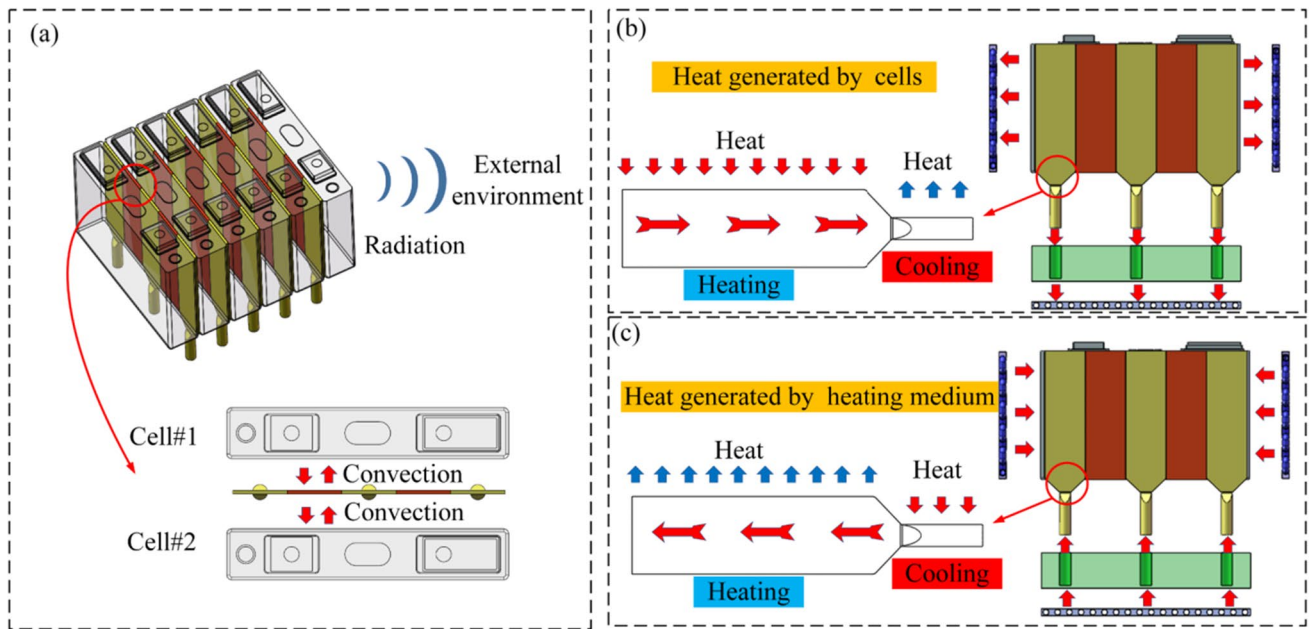 (a)
External
environment
Radiation
Cell#1
Convection
Convection
Cell#2
(b)
Heat generated by cells
Heat
Heat
Cooling
Heating
(c)
Heat generated by heating medium
Heat
Heat
Cooling
Heating